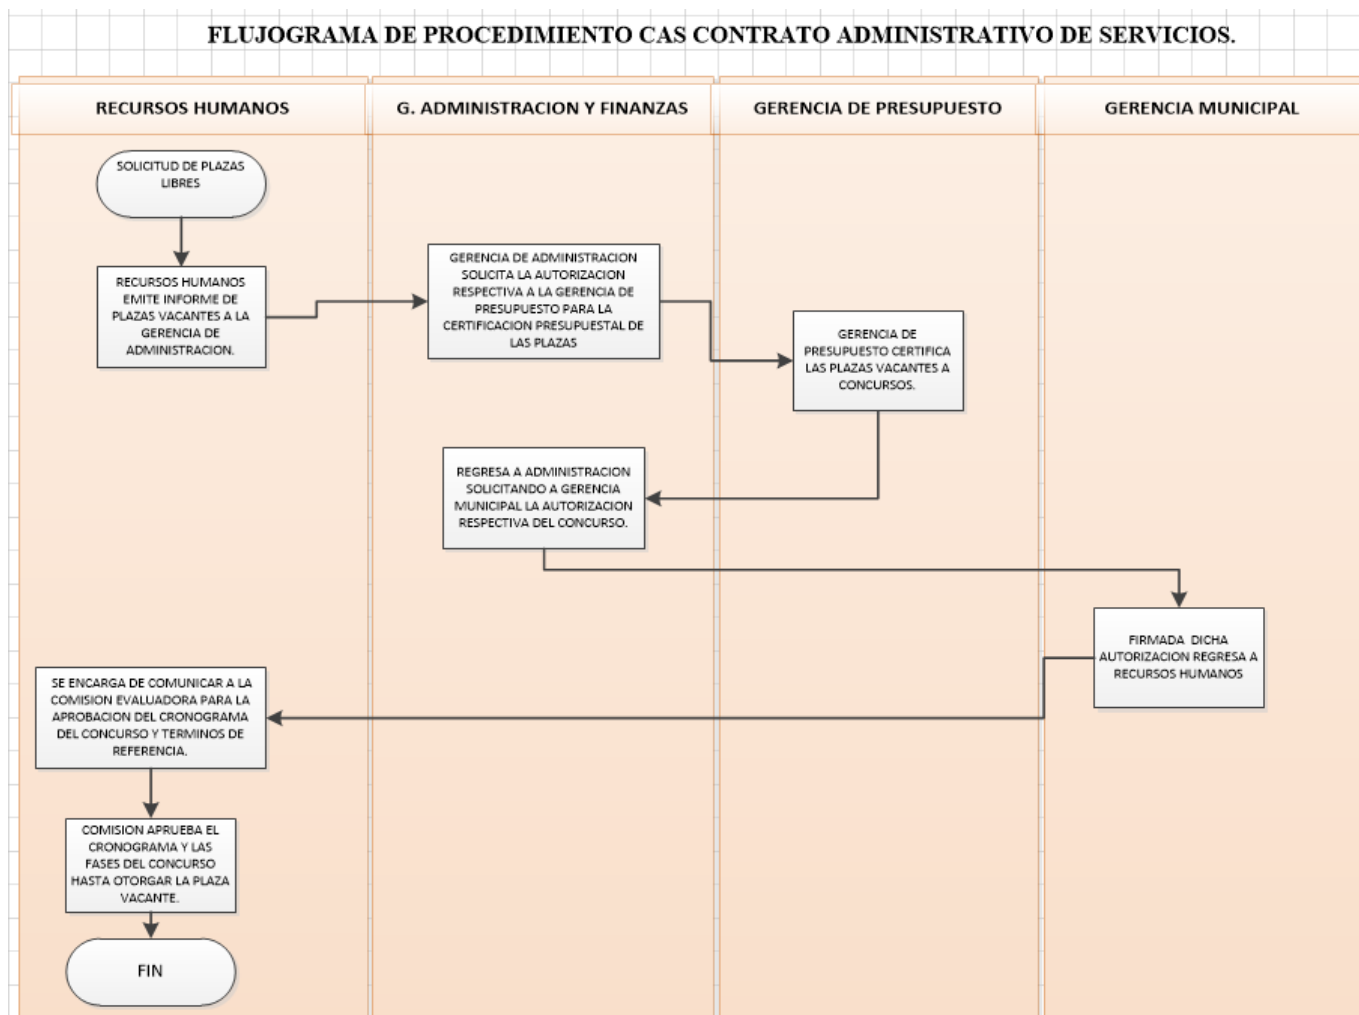 FLUJOGRAMA DE PROCEDIMIENTO CAS CONTRATO ADMINISTRATIVO DE SERVICIOS.
RECURSOS HUMANOS
G. ADMINISTRACION Y FINANZAS
GERENCIA DE PRESUPUESTO
GERENCIA MUNICIPAL
SOLICITUD DE PLAZAS
LIBRES
RECURSOS HUMANOS
EMITE INFORME DE
PLAZAS VACANTES A LA
GERENCIA DE
ADMINISTRACION.
GERENCIA DE ADMINISTRACION
SOLICITA LA AUTORIZACION
RESPECTIVA A LA GERENCIA DE
PRESUPUESTO PARA LA
CERTIFICACION PRESUPUESTAL DE
LAS PLAZAS
GERENCIA DE
PRESUPUESTO CERTIFICA
LAS PLAZAS VACANTES A
CONCURSOS.
REGRESA A ADMINISTRACION
SOLICITANDO A GERENCIA
MUNICIPAL LA AUTORIZACION
RESPECTIVA DEL CONCURSO.
FIRMADA  DICHA
AUTORIZACION REGRESA A
RECURSOS HUMANOS
SE ENCARGA DE COMUNICAR A LA
COMISION EVALUADORA PARA LA
APROBACION DEL CRONOGRAMA
DEL CONCURSO Y TERMINOS DE
REFERENCIA.
COMISION APRUEBA EL
CRONOGRAMA Y LAS
FASES DEL CONCURSO
HASTA OTORGAR LA PLAZA
VACANTE.
FIN